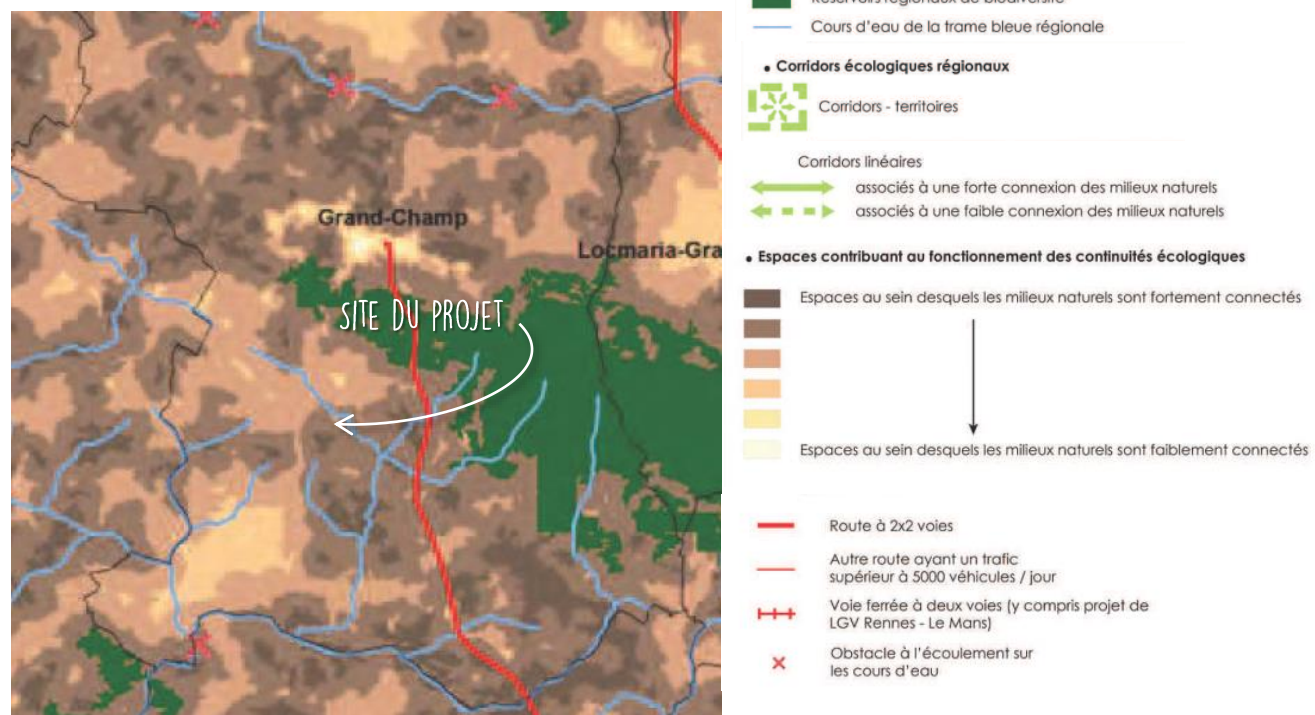 Grand-Champ
Locmaria-Gra
SITE DU PROJET
Réservoirs régionaux de biodiversité
Cours d'eau de la trame bleue régionale
• Corridors écologiques régionaux
Corridors - territoires
Corridors linéaires
associés à une forte connexion des milieux naturels
associés à une faible connexion des milieux naturels
• Espaces contribuant au fonctionnement des continuités écologiques
Espaces au sein desquels les milieux naturels sont fortement connectés
Espaces au sein desquels les milieux naturels sont faiblement connectés
Route à 2x2 voies
Autre route ayant un trafic
supérieur à 5000 véhicules / jour
Voie ferrée à deux voies (y compris projet de
LGV Rennes - Le Mans)
Obstacle à l'écoulement sur
les cours d'eau